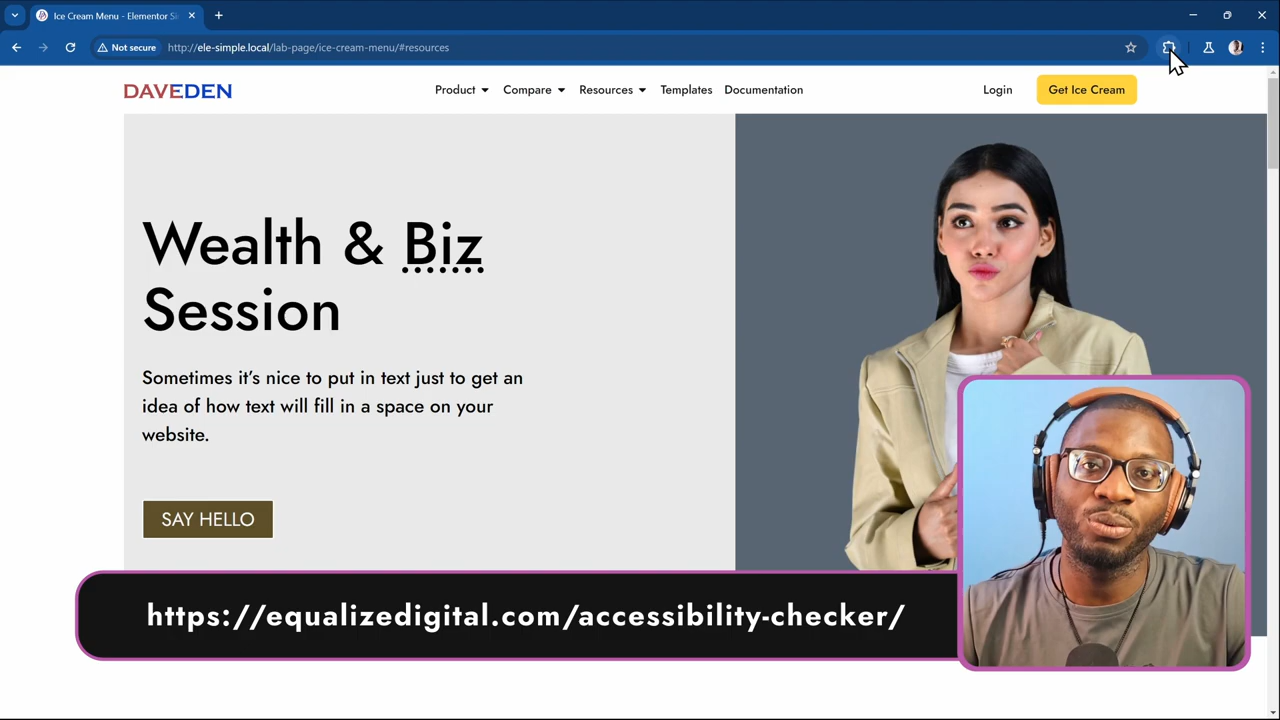 Ice Cream Menu - Elementor
Not secure
http://ele-simple.local/lab-page/ice-cream-menu/#resources
DAVEDEN
Product
Compare
Resources
Templates
Documentation
Login
Get Ice Cream
Wealth & Biz
Session
Sometimes it's nice to put in text just to get an
idea of how text will fill in a space on your
website.
SAY HELLO
https://equalizedigital.com/accessibility-checker/